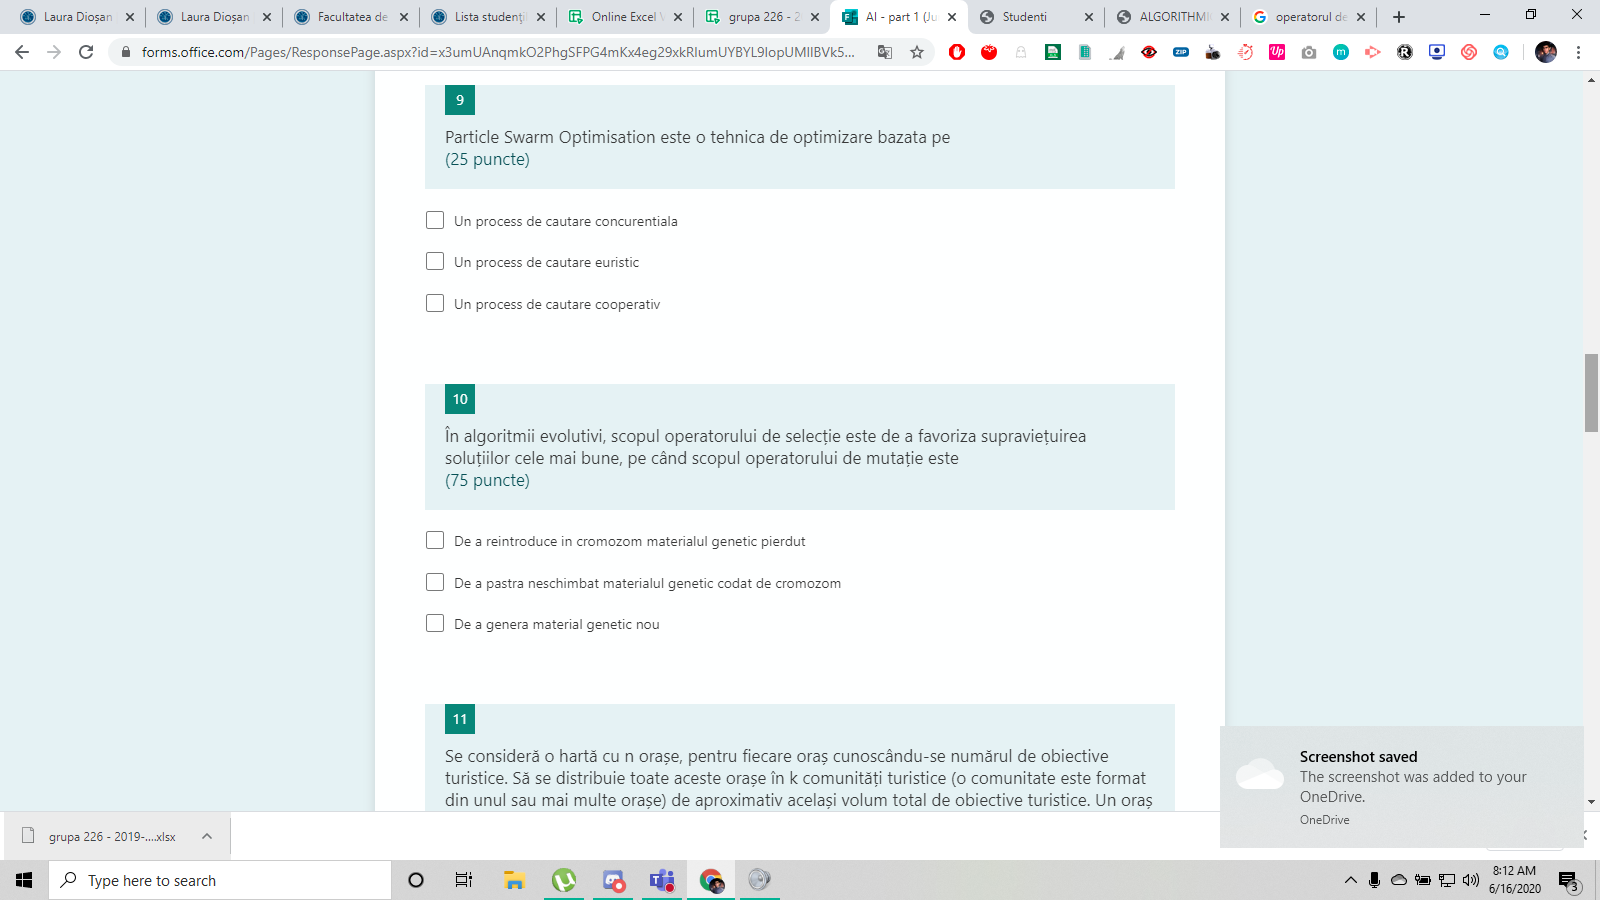 Laura Dioșan
Laura Dioșan
Facultatea de
Lista studenți
Online Excel V
grupa 226 - 2
AI - part 1 (Ju
Studenti
ALGORITHMI
operatorul de
forms.office.com/Pages/ResponsePage.aspx?id=x3umUAnqmkO2PhgSFPG4mKx4eg29xkRIumUYBYL9IopUMllBVk5...
9
Particle Swarm Optimisation este o tehnica de optimizare bazata pe
(25 puncte)
Un process de cautare concurentiala
Un process de cautare euristic
Un process de cautare cooperativ
10
În algoritmii evolutivi, scopul operatorului de selecție este de a favoriza supraviețuirea
soluțiilor cele mai bune, pe când scopul operatorului de mutație este
(75 puncte)
De a reintroduce in cromozom materialul genetic pierdut
De a pastra neschimbat materialul genetic codat de cromozom
De a genera material genetic nou
11
Se consideră o hartă cu n orașe, pentru fiecare oraș cunoscându-se numărul de obiective
turistice. Să se distribuie toate aceste orașe în k comunități turistice (o comunitate este format
din unul sau mai multe orașe) de aproximativ același volum total de obiective turistice. Un oraș
Screenshot saved
The screenshot was added to your
OneDrive.
OneDrive
grupa 226 - 2019-....xlsx
Type here to search
8:12 AM
6/16/2020
3
ZIP
Up
m
R